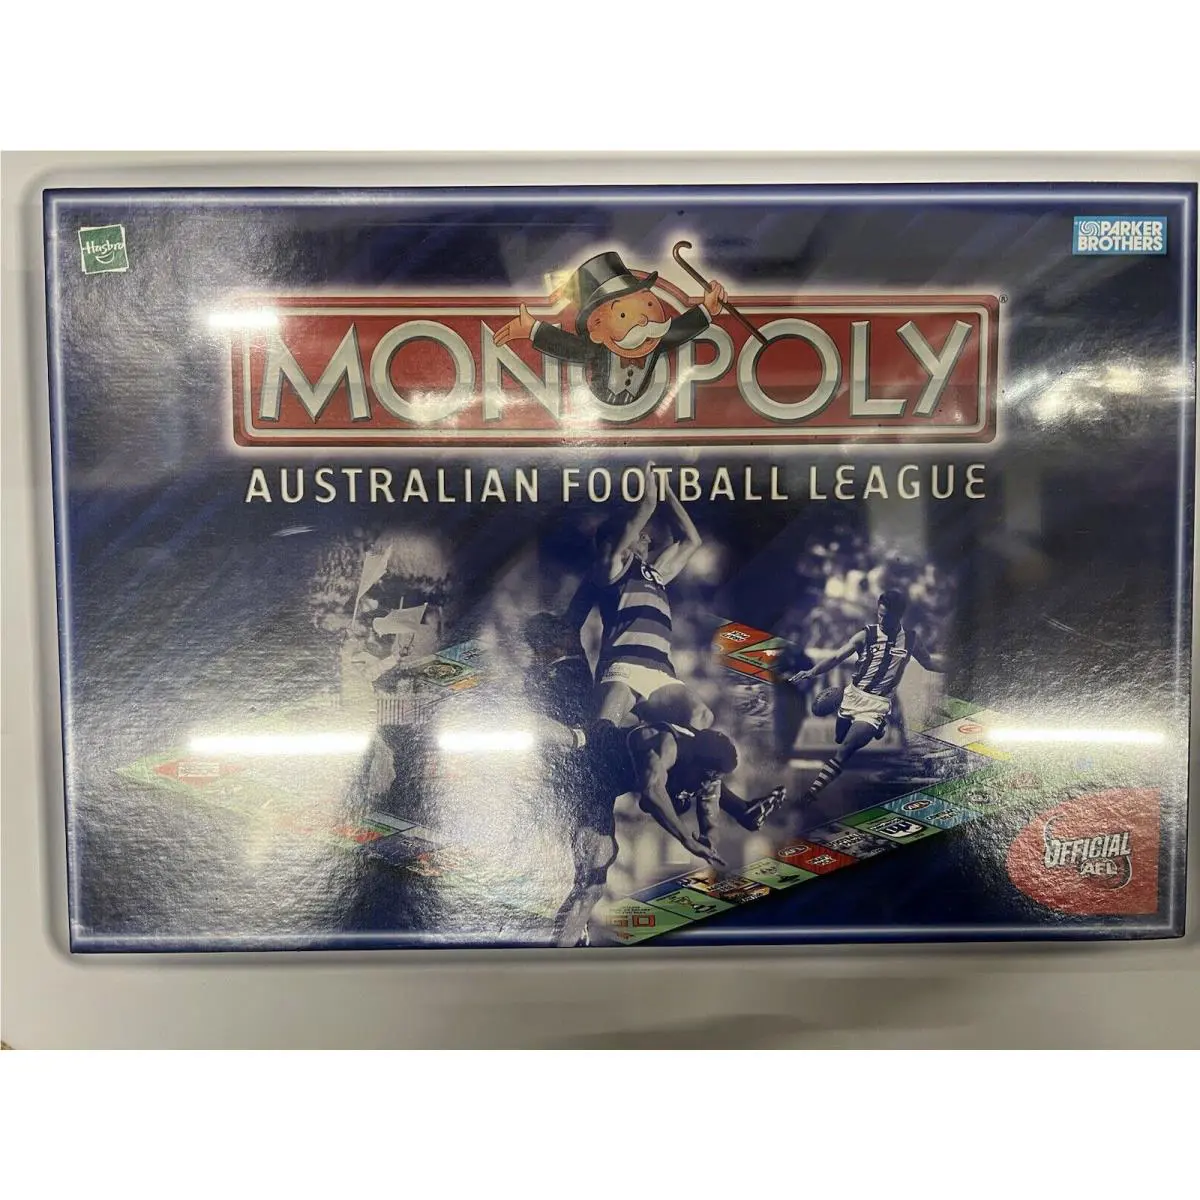 Hasbro
PARKER
BROTHERS
MONOPOLY
AUSTRALIAN FOOTBALL LEAGUE
OFFICIAL
AFL
GO